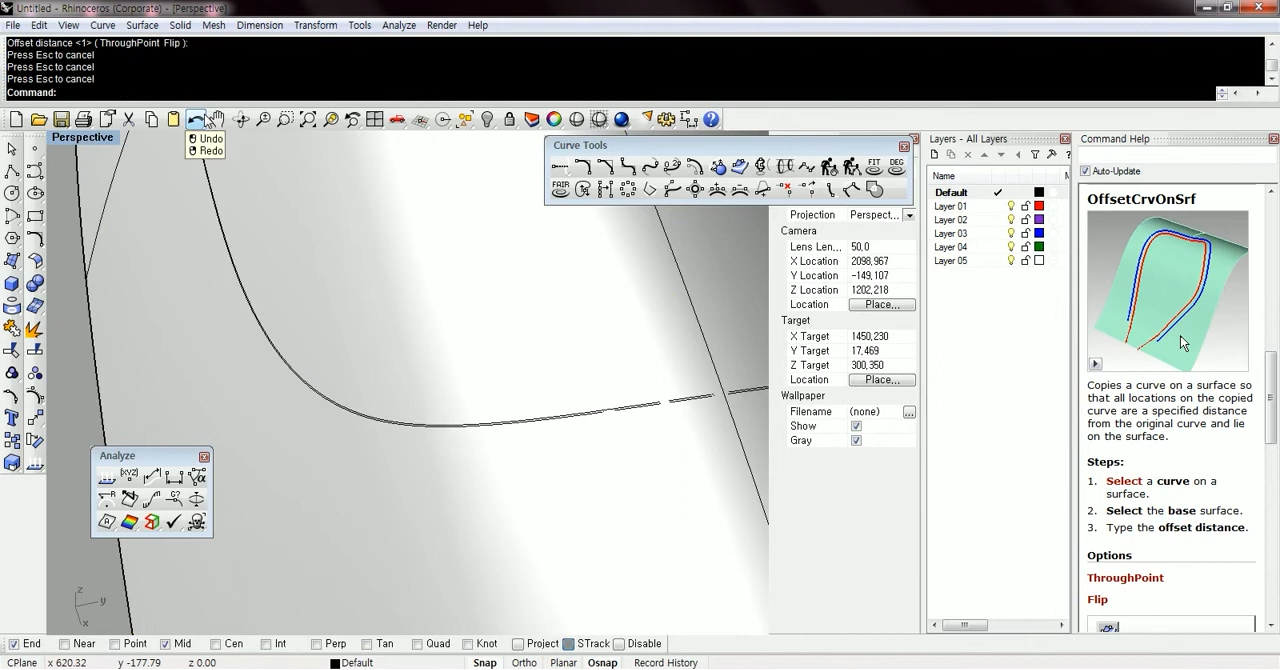 Untitled - Rhinoceros (Corporate) - [Perspective]
File Edit View Curve Surface Solid Mesh Dimension Transform Tools Analyze Render Help
Offset distance <1> ( ThroughPoint Flip ):
Press Esc to cancel
Press Esc to cancel
Press Esc to cancel
Command:
Perspective
Undo
Redo
Curve Tools
FIT
DEG
FAIR
Projection Perspect...
Camera
Lens Len... 50,0
X Location 2098,967
Y Location -149,107
Z Location 1202,218
Location Place...
Target
X Target 1450,230
Y Target 17,469
Z Target 300,350
Location Place...
Wallpaper
Filename (none) ...
Show
Gray
Layers - All Layers
Name M
Default
Layer 01
Layer 02
Layer 03
Layer 04
Layer 05
Command Help
Auto-Update
OffsetCrvOnSrf
Copies a curve on a surface so
that all locations on the copied
curve are a specified distance
from the original curve and lie
on the surface.
Steps:
1. Select a curve on a
surface.
2. Select the base surface.
3. Type the offset distance.
Options
ThroughPoint
Flip
Analyze
z
y
x
End Near Point Mid Cen Int Perp Tan Quad Knot Project STrack Disable
CPlane x 620.32 y -177.79 z 0.00 Default Snap Ortho Planar Osnap Record History